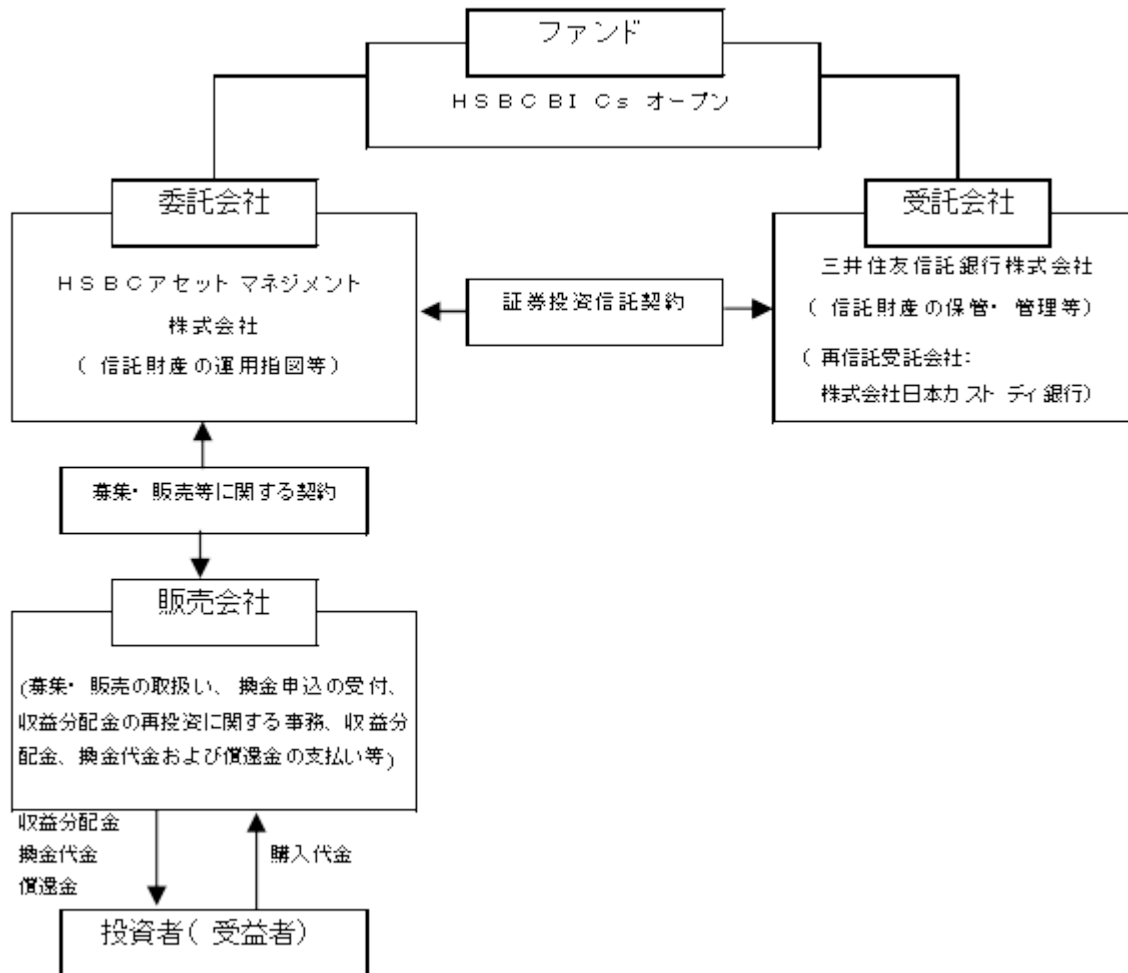 ファンド
ＨＳＢＣ ＢＩＣｓ オープン
委託会社
受託会社
ＨＳＢＣアセットマネジメント
株式会社
（信託財産の運用指図等）
証券投資信託契約
三井住友信託銀行株式会社
（信託財産の保管・管理等）
（再信託受託会社：
株式会社日本カストディ銀行）
募集・販売等に関する契約
販売会社
(募集・販売の取扱い、換金申込の受付、
収益分配金の再投資に関する事務、収益分
配金、換金代金および償還金の支払い等)
収益分配金
換金代金
償還金
購入代金
投資者（受益者）